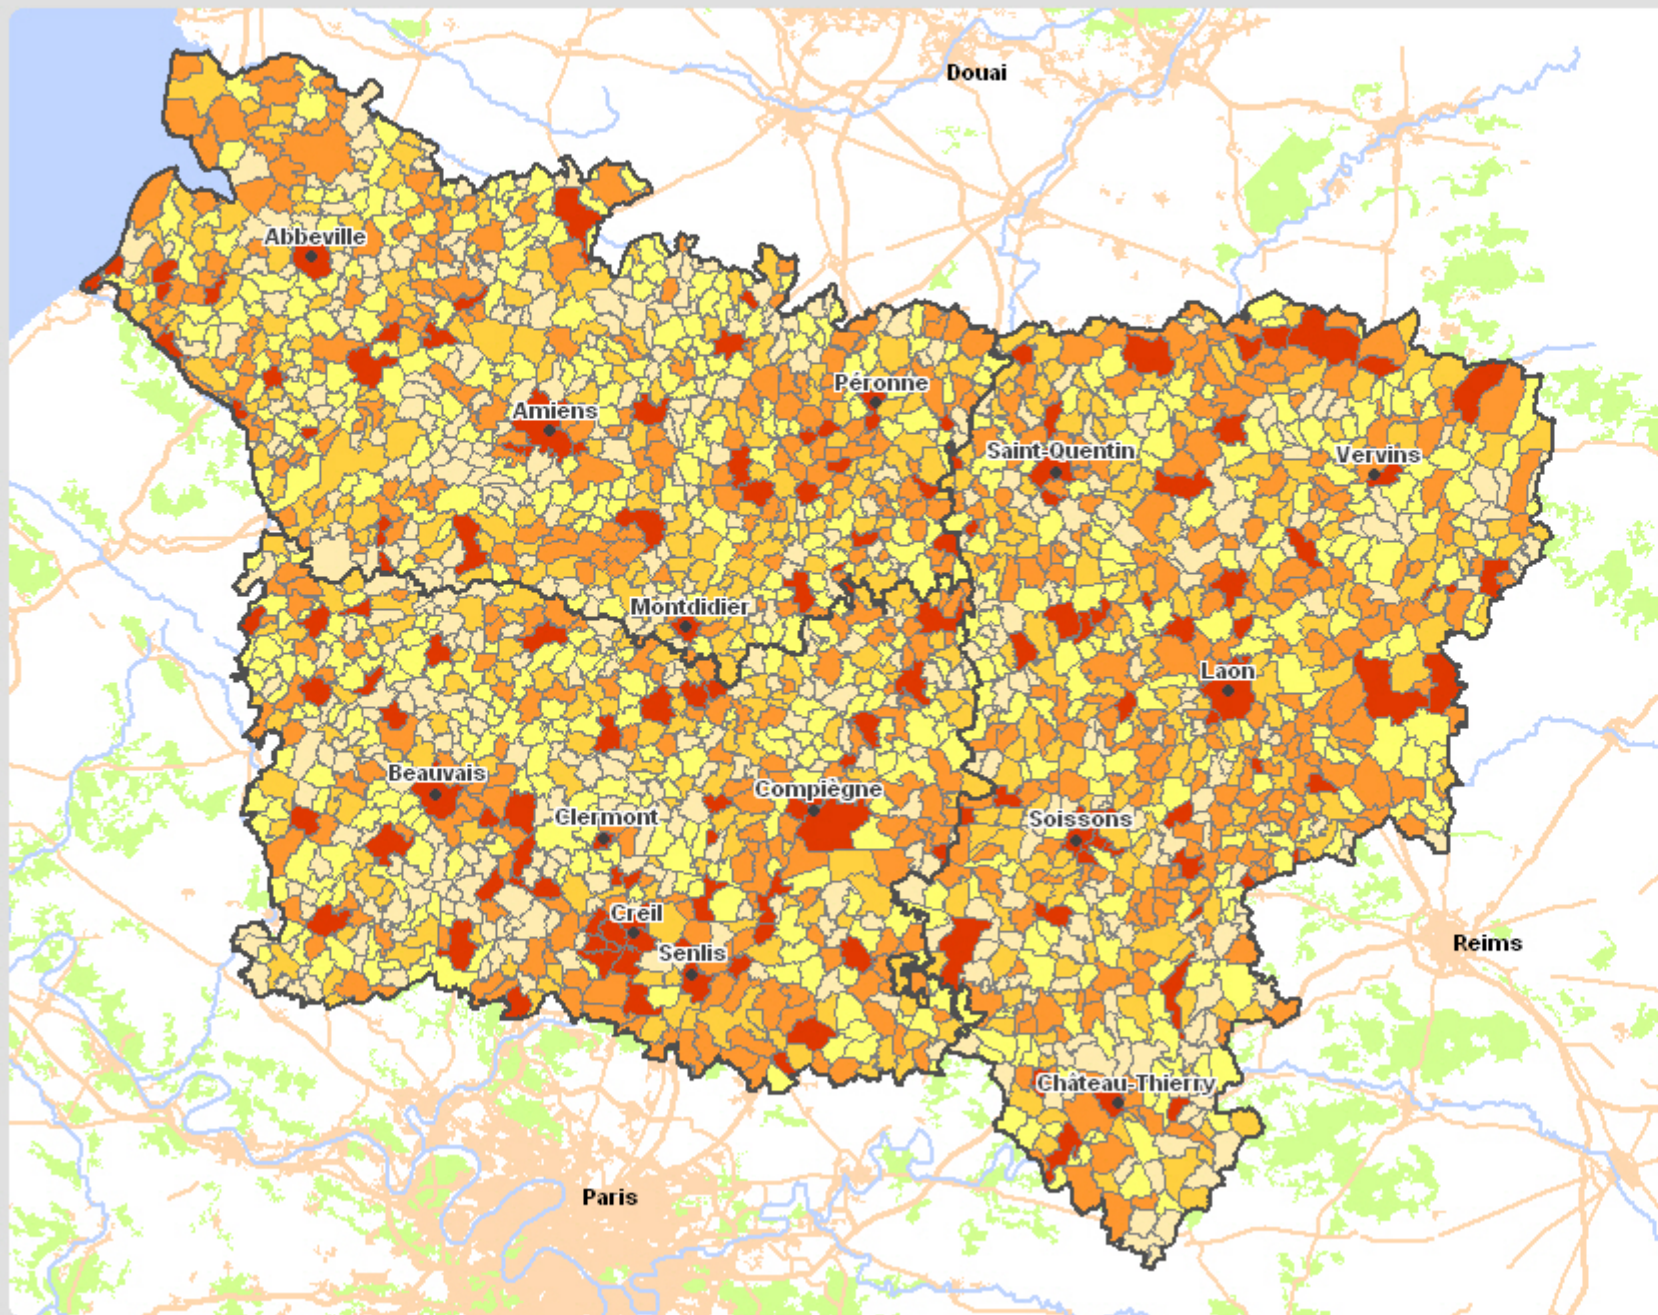 Douai
Abbeville
Péronne
Amiens
Saint-Quentin
Vervins
Montdidier
Laon
Beauvais
Compiègne
Clermont
Soissons
Creil
Senlis
Reims
Château-Thierry
Paris